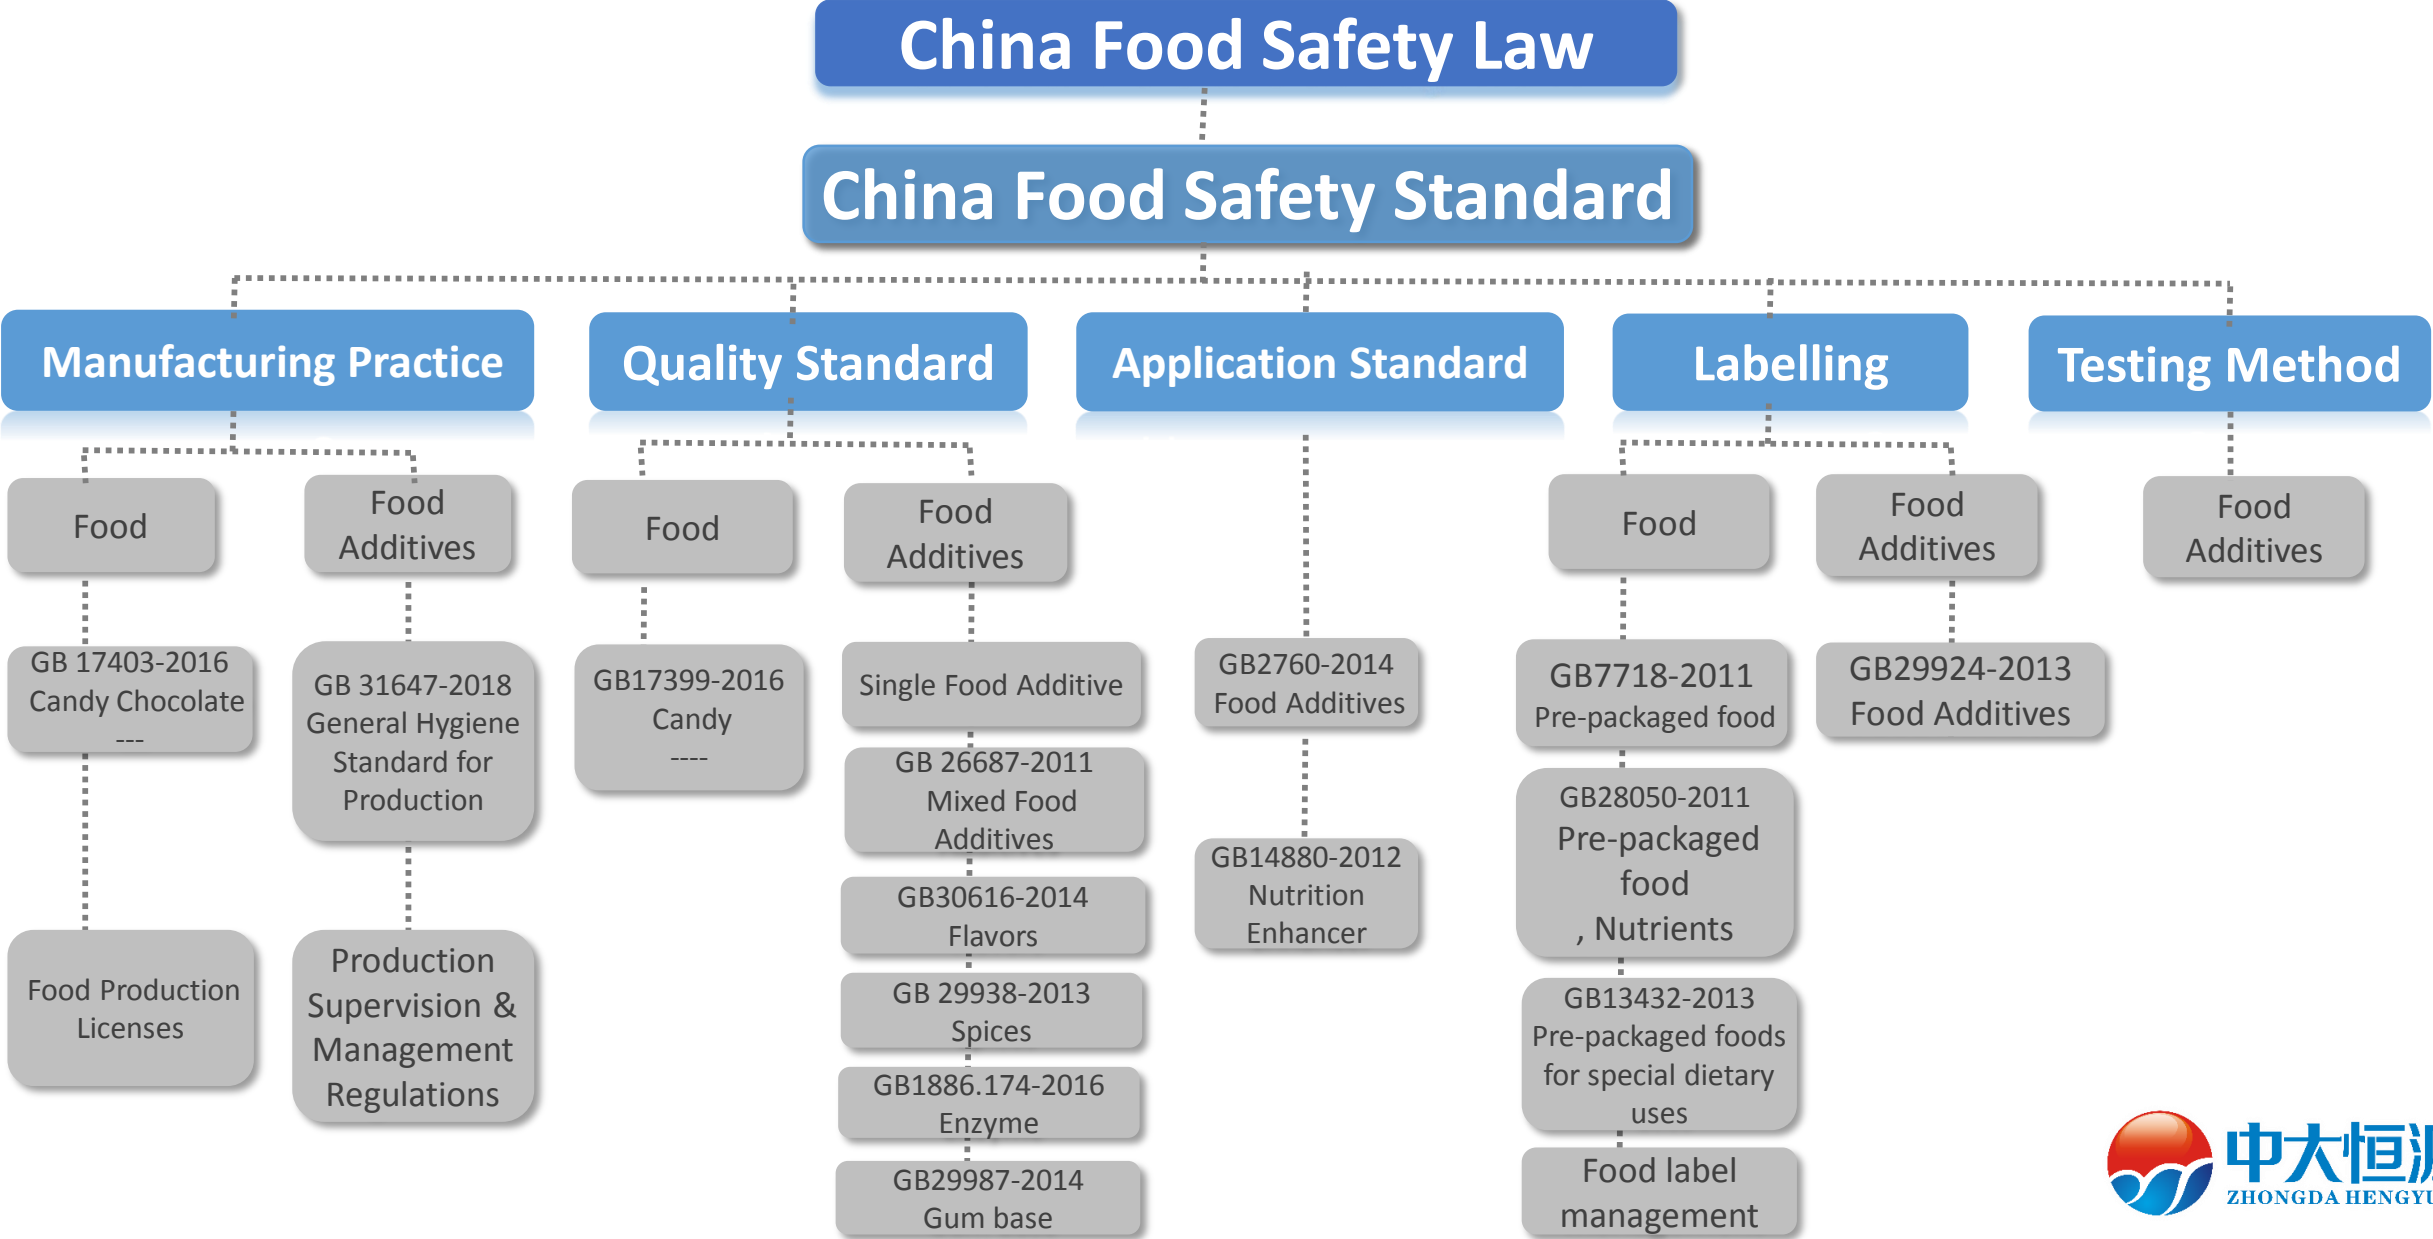 China Food Safety Law
China Food Safety Standard
Manufacturing Practice
Quality Standard
Application Standard
Labelling
Testing Method
Food
Food
Additives
Food
Food
Additives
Food
Food
Additives
Food
Additives
GB 17403-2016
Candy Chocolate
---
Food Production
Licenses
GB 31647-2018
General Hygiene
Standard for
Production
Production
Supervision &
Management
Regulations
GB17399-2016
Candy
----
Single Food Additive
GB 26687-2011
Mixed Food
Additives
GB30616-2014
Flavors
GB 29938-2013
Spices
GB1886.174-2016
Enzyme
GB29987-2014
Gum base
GB2760-2014
Food Additives
GB14880-2012
Nutrition
Enhancer
GB7718-2011
Pre-packaged food
GB28050-2011
Pre-packaged
food
, Nutrients
GB13432-2013
Pre-packaged foods
for special dietary
uses
Food label
management
GB29924-2013
Food Additives
中大恒
ZHONGDA